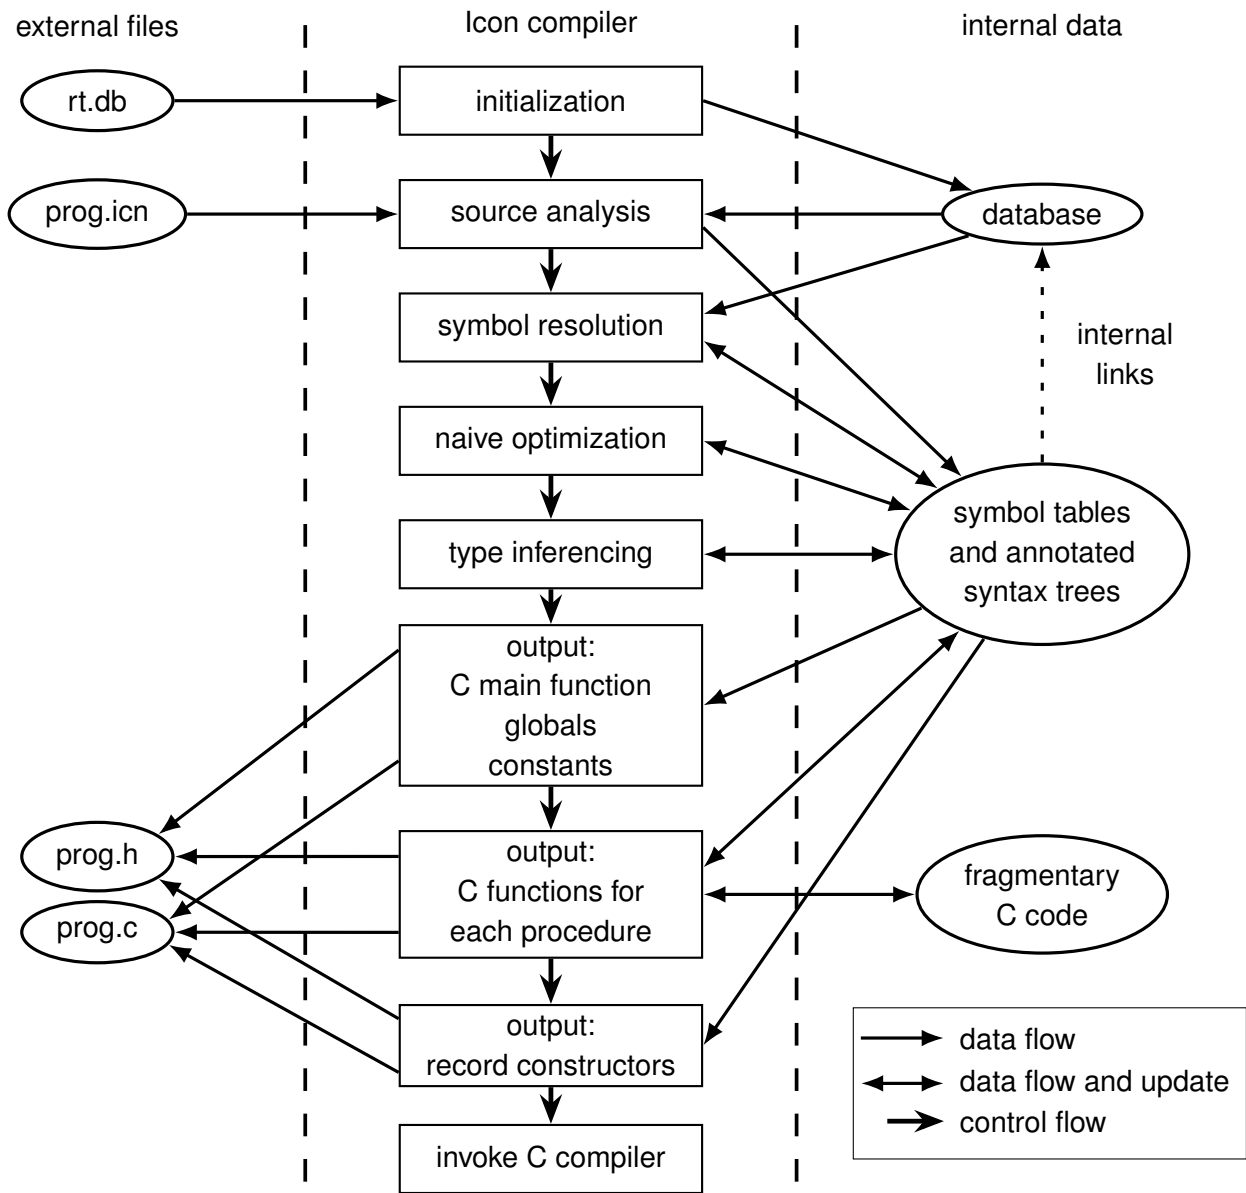 external files
Icon compiler
internal data
rt.db
initialization
prog.icn
source analysis
database
symbol resolution
internal
links
naive optimization
type inferencing
symbol tables
and annotated
syntax trees
output:
C main function
globals
constants
prog.h
prog.c
output:
C functions for
each procedure
fragmentary
C code
output:
record constructors
invoke C compiler
data flow
data flow and update
control flow